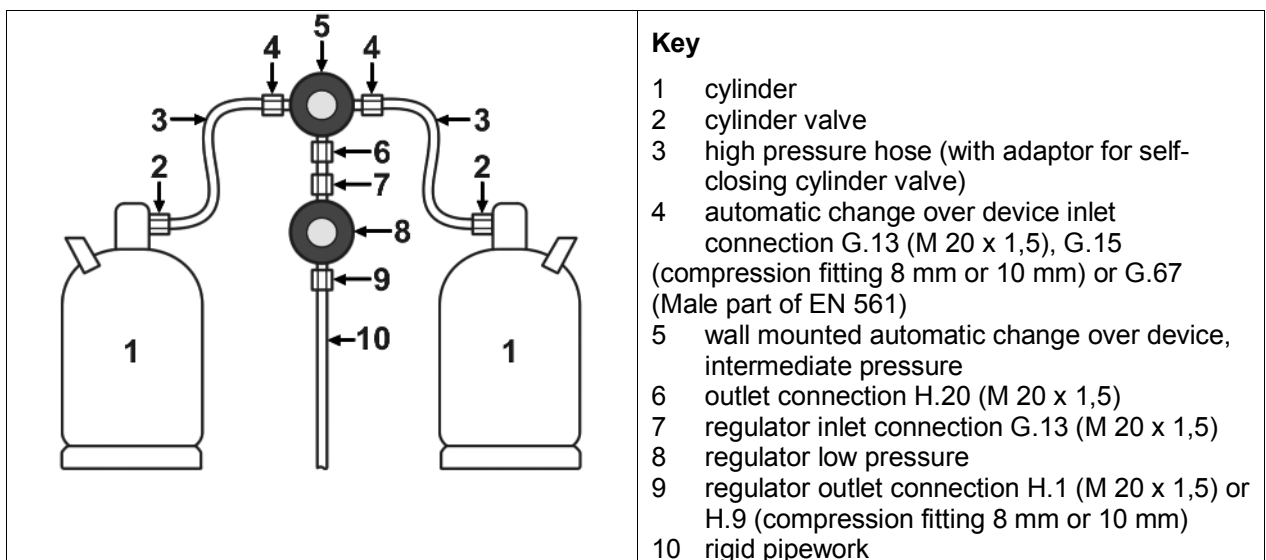 5
4 4
3 3
2 2
6
7
8
9
10
1 1
Key
1 cylinder
2 cylinder valve
3 high pressure hose (with adaptor for self-
closing cylinder valve)
4 automatic change over device inlet
connection G.13 (M 20 x 1,5), G.15
(compression fitting 8 mm or 10 mm) or G.67
(Male part of EN 561)
5 wall mounted automatic change over device,
intermediate pressure
6 outlet connection H.20 (M 20 x 1,5)
7 regulator inlet connection G.13 (M 20 x 1,5)
8 regulator low pressure
9 regulator outlet connection H.1 (M 20 x 1,5) or
H.9 (compression fitting 8 mm or 10 mm)
10 rigid pipework